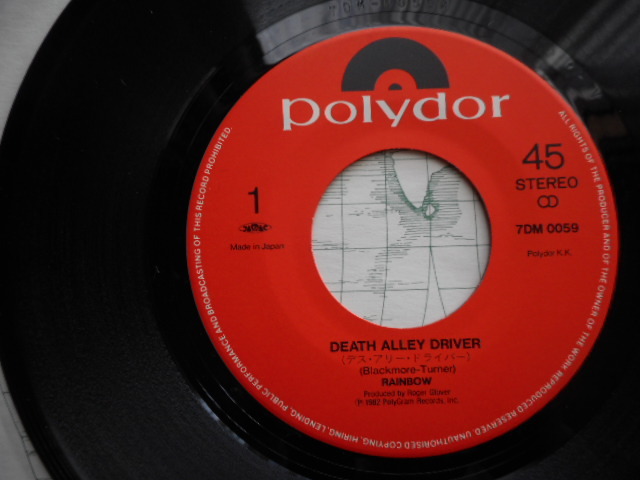 polydor
45
STEREO
7DM 0059
Polydor K.K.
1
Made in Japan
DEATH ALLEY DRIVER
(デス・アリー・ドライバー)
(Blackmore-Turner)
RAINBOW
Produced by Roger Glover
℗ 1982 PolyGram Records, Inc.
ALL RIGHTS OF THE PRODUCER AND OF THE OWNER OF THE WORK REPRODUCED RESERVED. UNAUTHORISED COPYING, HIRING, LENDING, PUBLIC PERFORMANCE AND BROADCASTING OF THIS RECORD PROHIBITED.